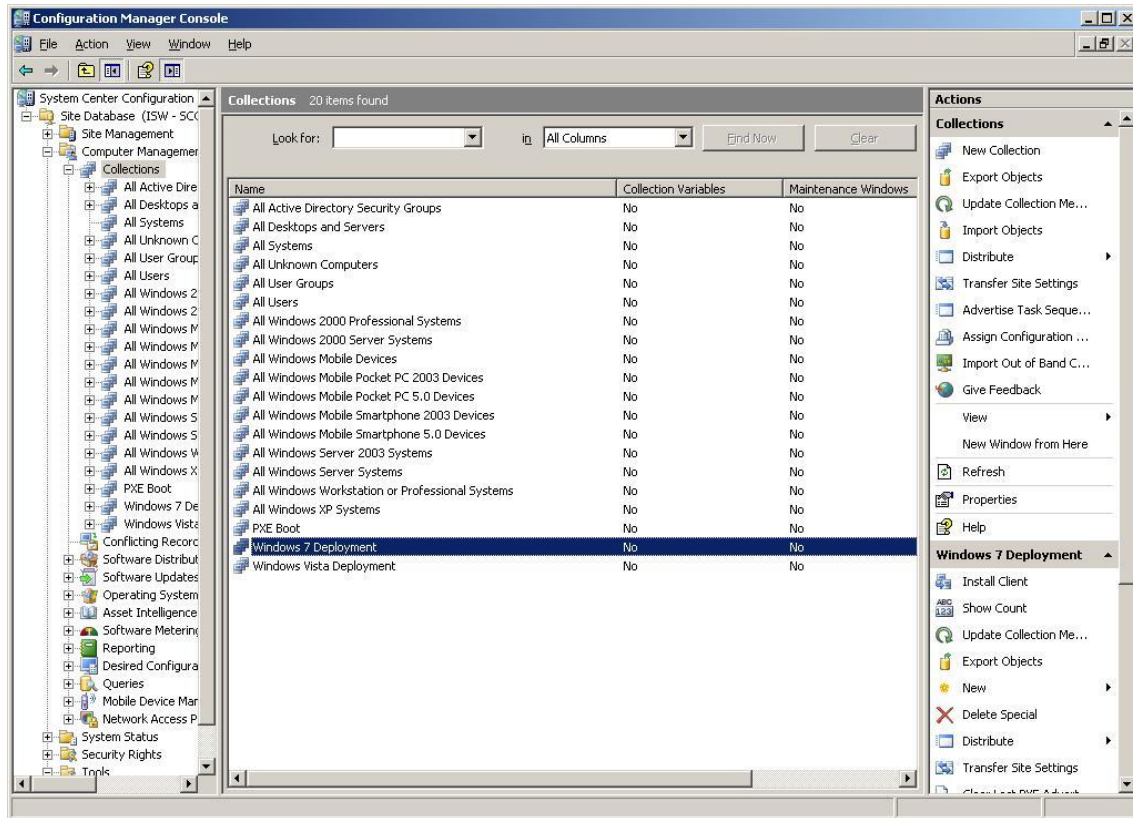 Configuration Manager Console
File Action View Window Help
System Center Configuration
Site Database (ISW - SC
Site Management
Computer Managemen
Collections
All Active Dire
All Desktops a
All Systems
All Unknown C
All User Group
All Users
All Windows 2
All Windows 2
All Windows M
All Windows M
All Windows M
All Windows M
All Windows M
All Windows S
All Windows S
All Windows W
All Windows X
PXE Boot
Windows 7 De
Windows Vista
Conflicting Recorc
Software Distribut
Software Updates
Operating System
Asset Intelligence
Software Metering
Reporting
Desired Configura
Queries
Mobile Device Mar
Network Access P
System Status
Security Rights
Tools
Collections 20 items found
Look for: in All Columns Find Now Clear
Name Collection Variables Maintenance Windows
All Active Directory Security Groups No No
All Desktops and Servers No No
All Systems No No
All Unknown Computers No No
All User Groups No No
All Users No No
All Windows 2000 Professional Systems No No
All Windows 2000 Server Systems No No
All Windows Mobile Devices No No
All Windows Mobile Pocket PC 2003 Devices No No
All Windows Mobile Pocket PC 5.0 Devices No No
All Windows Mobile Smartphone 2003 Devices No No
All Windows Mobile Smartphone 5.0 Devices No No
All Windows Server 2003 Systems No No
All Windows Server Systems No No
All Windows Workstation or Professional Systems No No
All Windows XP Systems No No
PXE Boot No No
Windows 7 Deployment No No
Windows Vista Deployment No No
Actions
Collections
New Collection
Export Objects
Update Collection Me...
Import Objects
Distribute
Transfer Site Settings
Advertise Task Seque...
Assign Configuration ...
Import Out of Band C...
Give Feedback
View
New Window from Here
Refresh
Properties
Help
Windows 7 Deployment
Install Client
ABC 123 Show Count
Update Collection Me...
Export Objects
New
Delete Special
Distribute
Transfer Site Settings